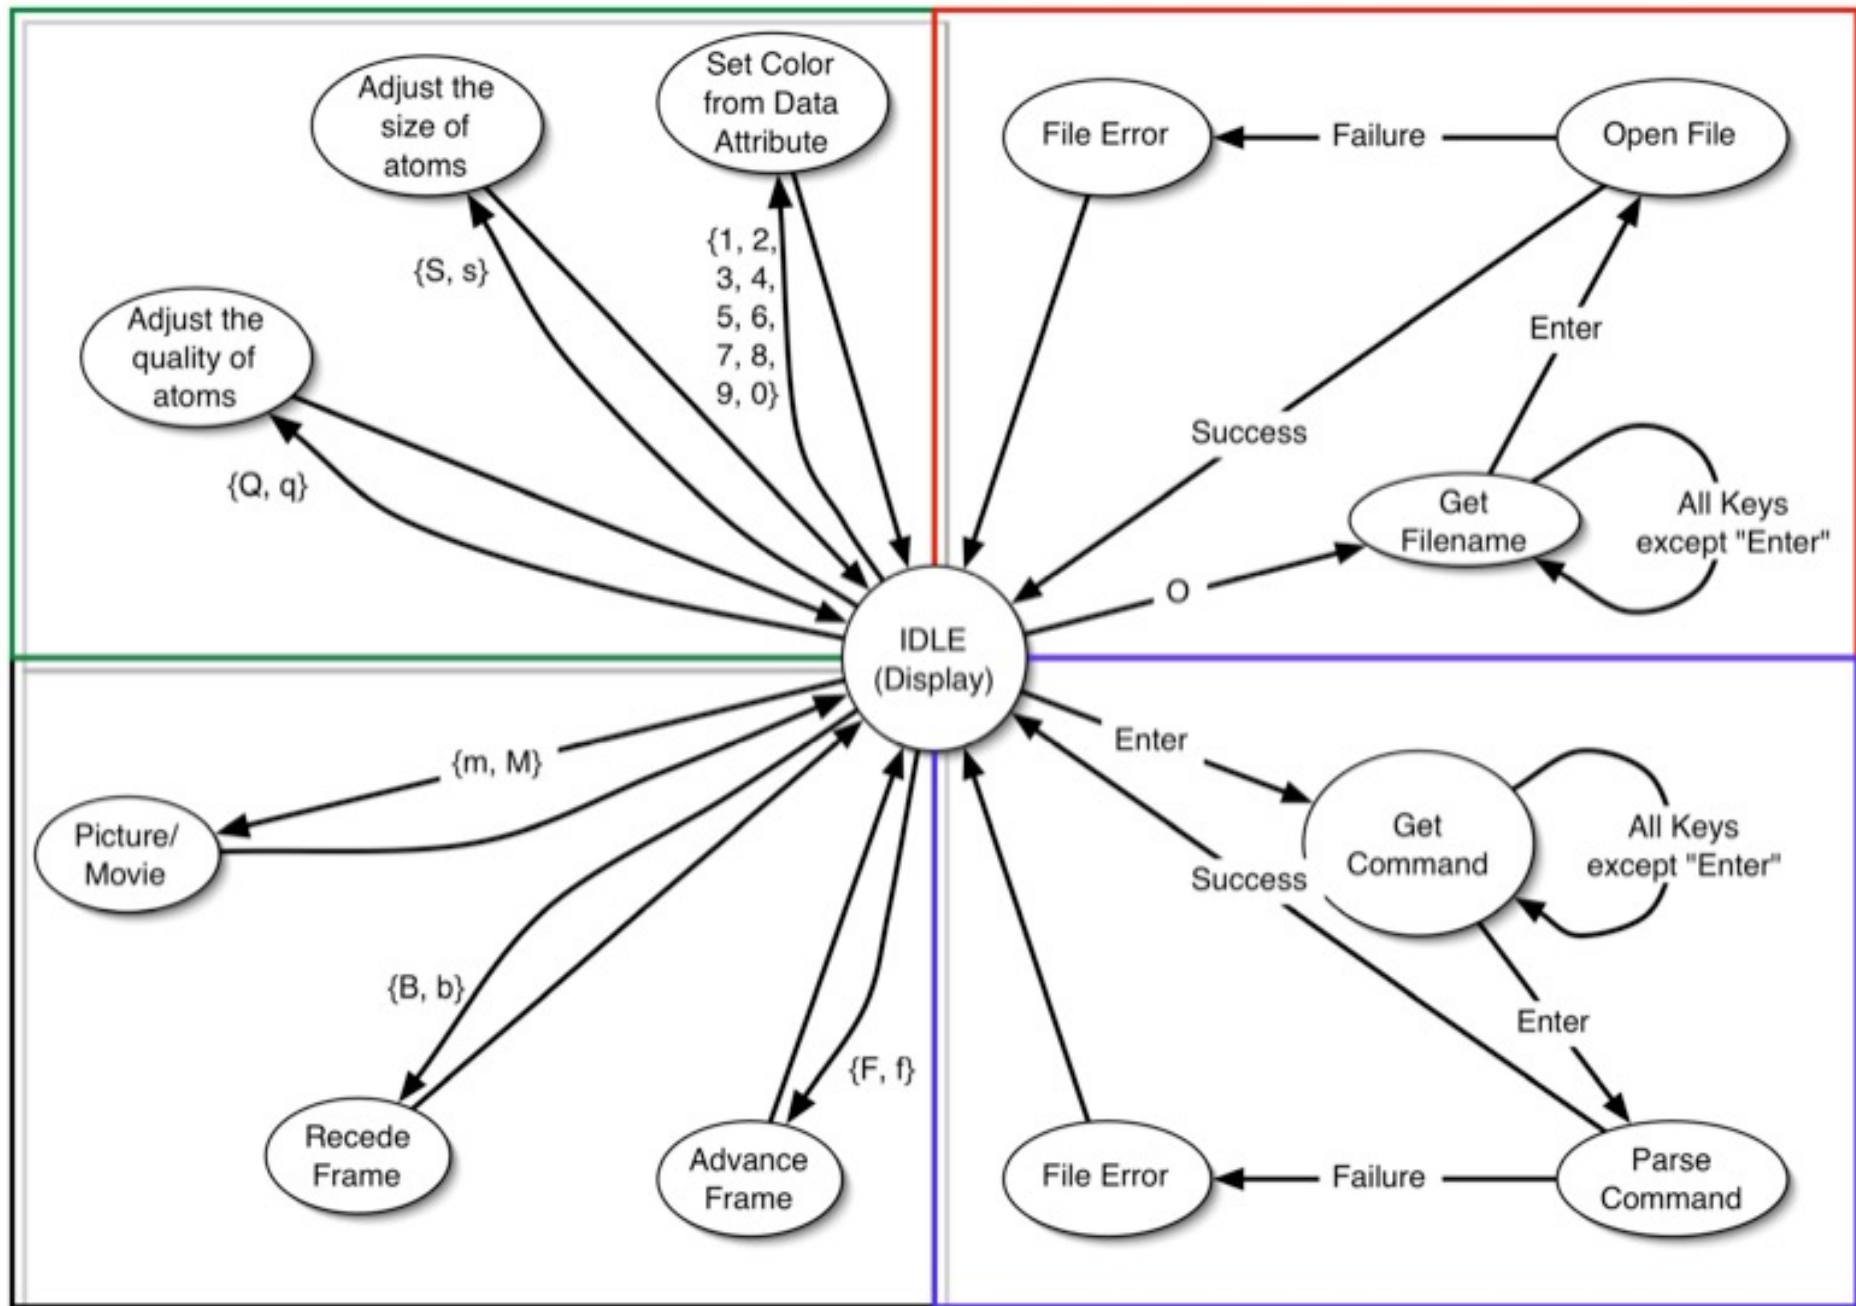 Adjust the
size of
atoms
Set Color
from Data
Attribute
{S, s}
{1, 2,
3, 4,
5, 6,
7, 8,
9, 0}
Adjust the
quality of
atoms
{Q, q}
File Error
Failure
Open File
Enter
Success
Get
Filename
All Keys
except "Enter"
O
IDLE
(Display)
{m, M}
Picture/
Movie
{B, b}
Recede
Frame
{F, f}
Advance
Frame
Enter
Get
Command
All Keys
except "Enter"
Success
Enter
File Error
Failure
Parse
Command